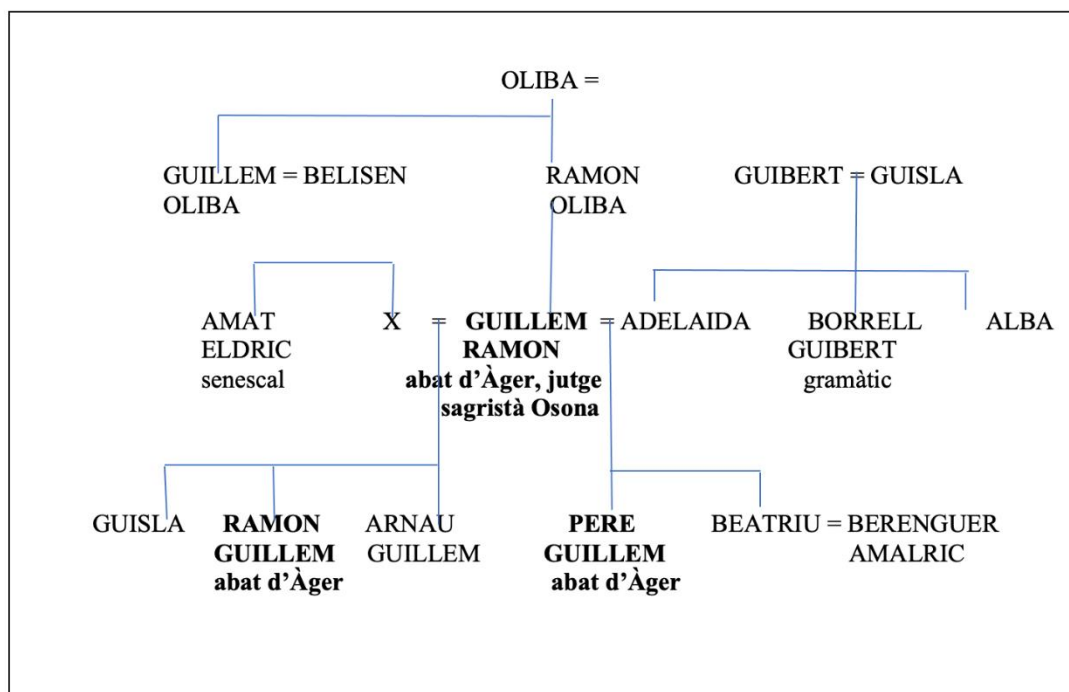 OLIBA =
GUILLEM = BELISEN RAMON GUIBERT = GUISLA
OLIBA OLIBA
AMAT X = GUILLEM = ADELAIDA BORRELL ALBA
ELDRIC RAMON GUIBERT
senescal abat d’Àger, jutge gramàtic
sagristà Osona
GUISLA RAMON ARNAU PERE BEATRIU = BERENGUER
GUILLEM GUILLEM GUILLEM AMALRIC
abat d’Àger abat d’Àger